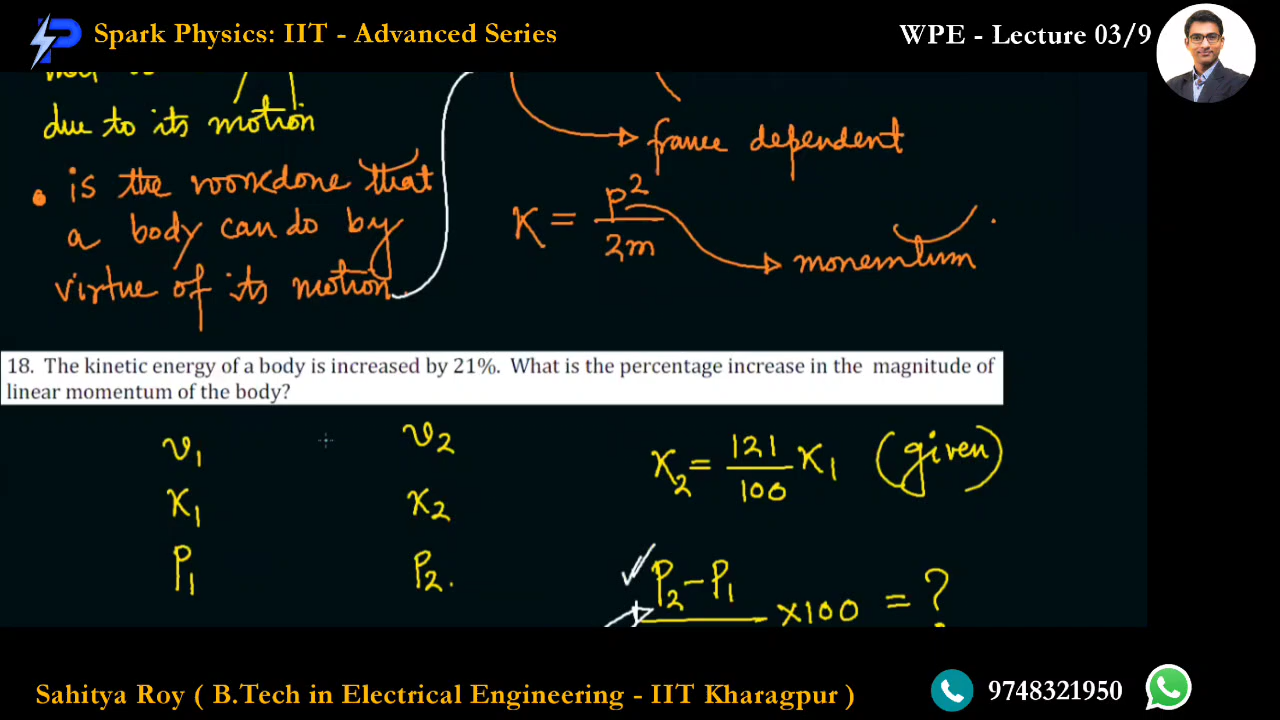 Spark Physics: IIT - Advanced Series
WPE - Lecture 03/9
due to its motion
• is the workdone that
a body can do by
virtue of its motion
frame dependent
K = P²/2m
momentum
18. The kinetic energy of a body is increased by 21%. What is the percentage increase in the magnitude of
linear momentum of the body?
v₁ v₂
K₁ K₂
P₁ P₂.
K₂ = 121/100 K₁ (given)
P₂ - P₁ ×100 = ?
Sahitya Roy ( B.Tech in Electrical Engineering - IIT Kharagpur )
9748321950